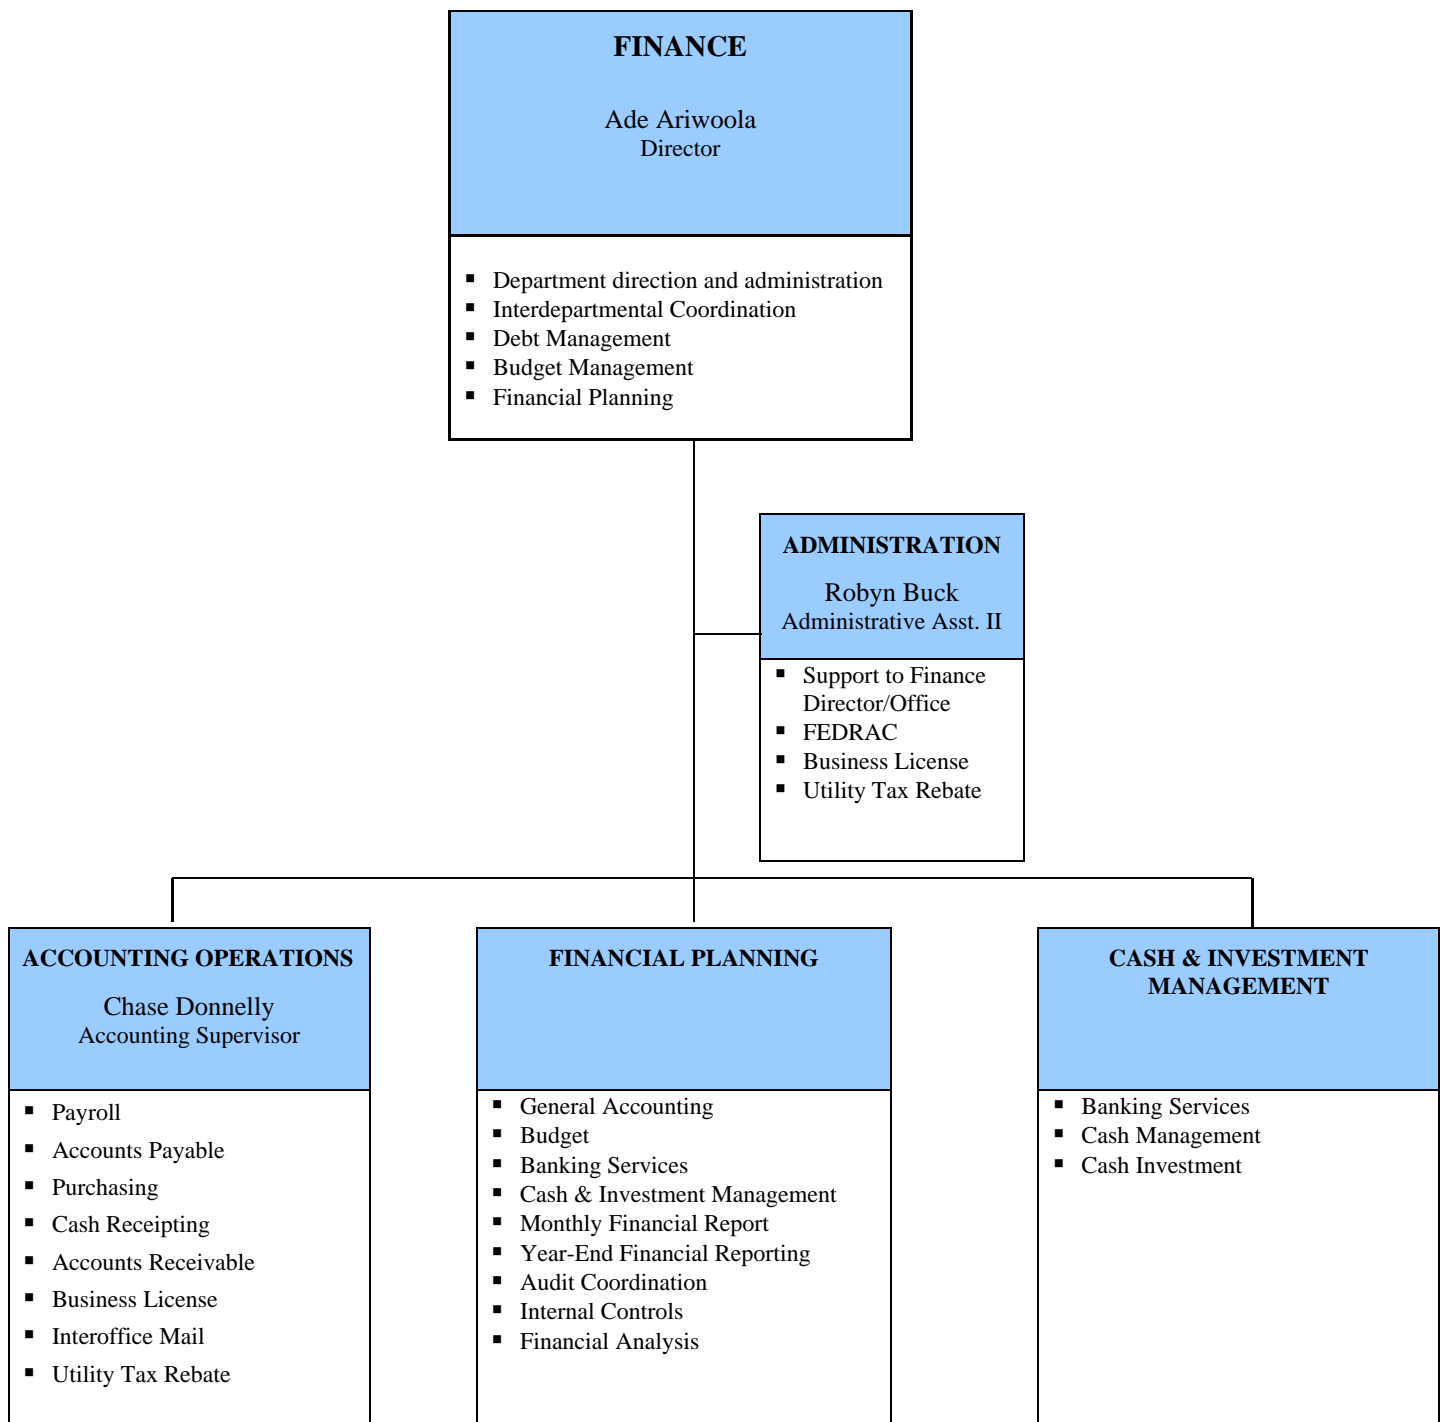 FINANCE
Ade Ariwoola
Director
▪ Department direction and administration
▪ Interdepartmental Coordination
▪ Debt Management
▪ Budget Management
▪ Financial Planning
ADMINISTRATION
Robyn Buck
Administrative Asst. II
▪ Support to Finance
Director/Office
▪ FEDRAC
▪ Business License
▪ Utility Tax Rebate
ACCOUNTING OPERATIONS
Chase Donnelly
Accounting Supervisor
▪ Payroll
▪ Accounts Payable
▪ Purchasing
▪ Cash Receipting
▪ Accounts Receivable
▪ Business License
▪ Interoffice Mail
▪ Utility Tax Rebate
FINANCIAL PLANNING
▪ General Accounting
▪ Budget
▪ Banking Services
▪ Cash & Investment Management
▪ Monthly Financial Report
▪ Year-End Financial Reporting
▪ Audit Coordination
▪ Internal Controls
▪ Financial Analysis
CASH & INVESTMENT
MANAGEMENT
▪ Banking Services
▪ Cash Management
▪ Cash Investment